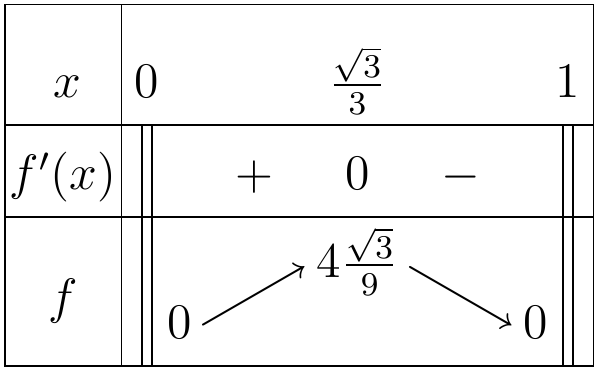 x 0 √3/3 1
f′(x) + 0 −
f 0 4√3/9 0